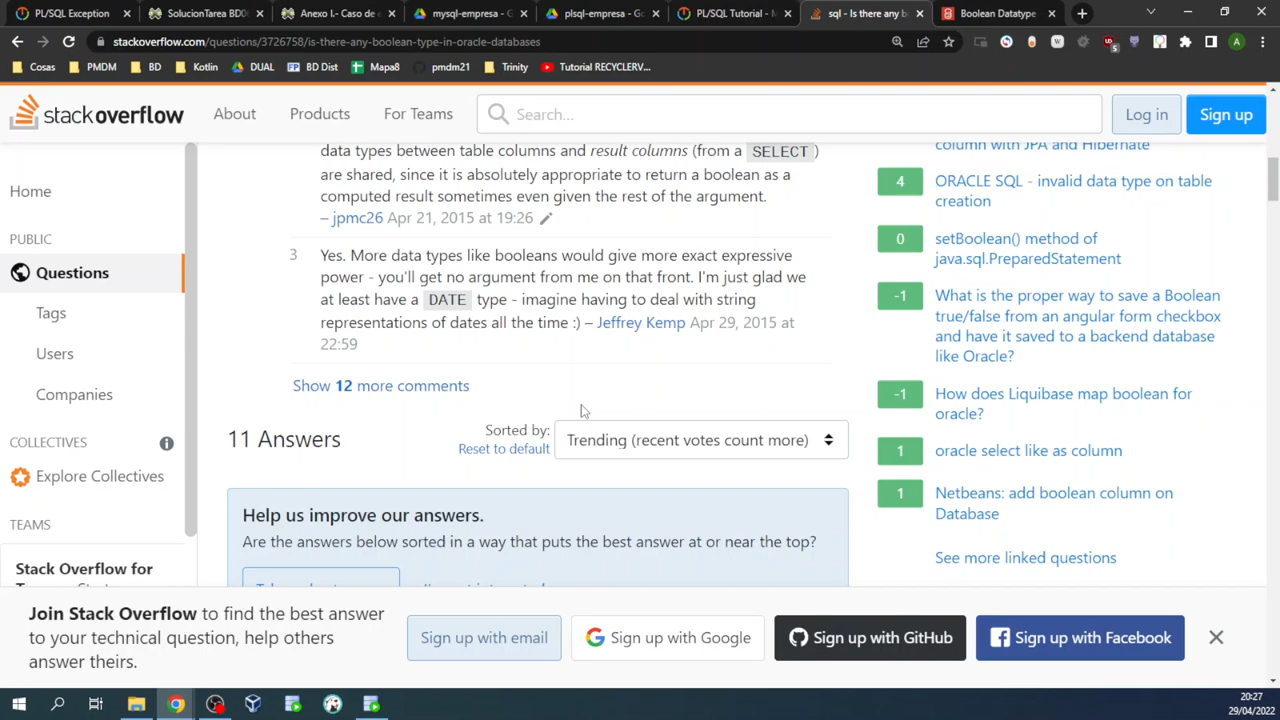 PL/SQL Exception
SolucionTarea BD0
Anexo I.- Caso de e
mysql-empresa - G
plsql-empresa - Go
PL/SQL Tutorial - M
sql - Is there any b
Boolean Datatype
stackoverflow.com/questions/3726758/is-there-any-boolean-type-in-oracle-databases
Cosas
PMDM
BD
Kotlin
DUAL
BD Dist
Mapa8
pmdm21
Trinity
Tutorial RECYCLERV...
stackoverflow
About
Products
For Teams
Search...
Log in
Sign up
Home
PUBLIC
Questions
Tags
Users
Companies
COLLECTIVES
Explore Collectives
TEAMS
Stack Overflow for
data types between table columns and result columns (from a SELECT )
are shared, since it is absolutely appropriate to return a boolean as a
computed result sometimes even given the rest of the argument.
– jpmc26 Apr 21, 2015 at 19:26
3
Yes. More data types like booleans would give more exact expressive
power - you'll get no argument from me on that front. I'm just glad we
at least have a DATE type - imagine having to deal with string
representations of dates all the time :) – Jeffrey Kemp Apr 29, 2015 at
22:59
Show 12 more comments
11 Answers
Sorted by:
Reset to default
Trending (recent votes count more)
Help us improve our answers.
Are the answers below sorted in a way that puts the best answer at or near the top?
column with JPA and Hibernate
4
ORACLE SQL - invalid data type on table
creation
0
setBoolean() method of
java.sql.PreparedStatement
-1
What is the proper way to save a Boolean
true/false from an angular form checkbox
and have it saved to a backend database
like Oracle?
-1
How does Liquibase map boolean for
oracle?
1
oracle select like as column
1
Netbeans: add boolean column on
Database
See more linked questions
Join Stack Overflow to find the best answer
to your technical question, help others
answer theirs.
Sign up with email
Sign up with Google
Sign up with GitHub
Sign up with Facebook
20:27
29/04/2022